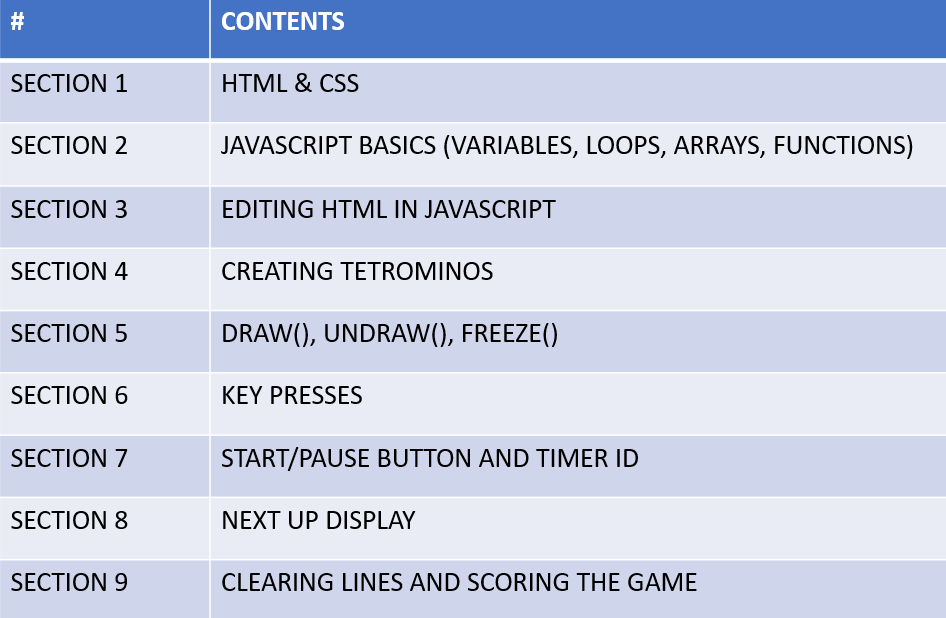 # CONTENTS
SECTION 1 HTML & CSS
SECTION 2 JAVASCRIPT BASICS (VARIABLES, LOOPS, ARRAYS, FUNCTIONS)
SECTION 3 EDITING HTML IN JAVASCRIPT
SECTION 4 CREATING TETROMINOS
SECTION 5 DRAW(), UNDRAW(), FREEZE()
SECTION 6 KEY PRESSES
SECTION 7 START/PAUSE BUTTON AND TIMER ID
SECTION 8 NEXT UP DISPLAY
SECTION 9 CLEARING LINES AND SCORING THE GAME